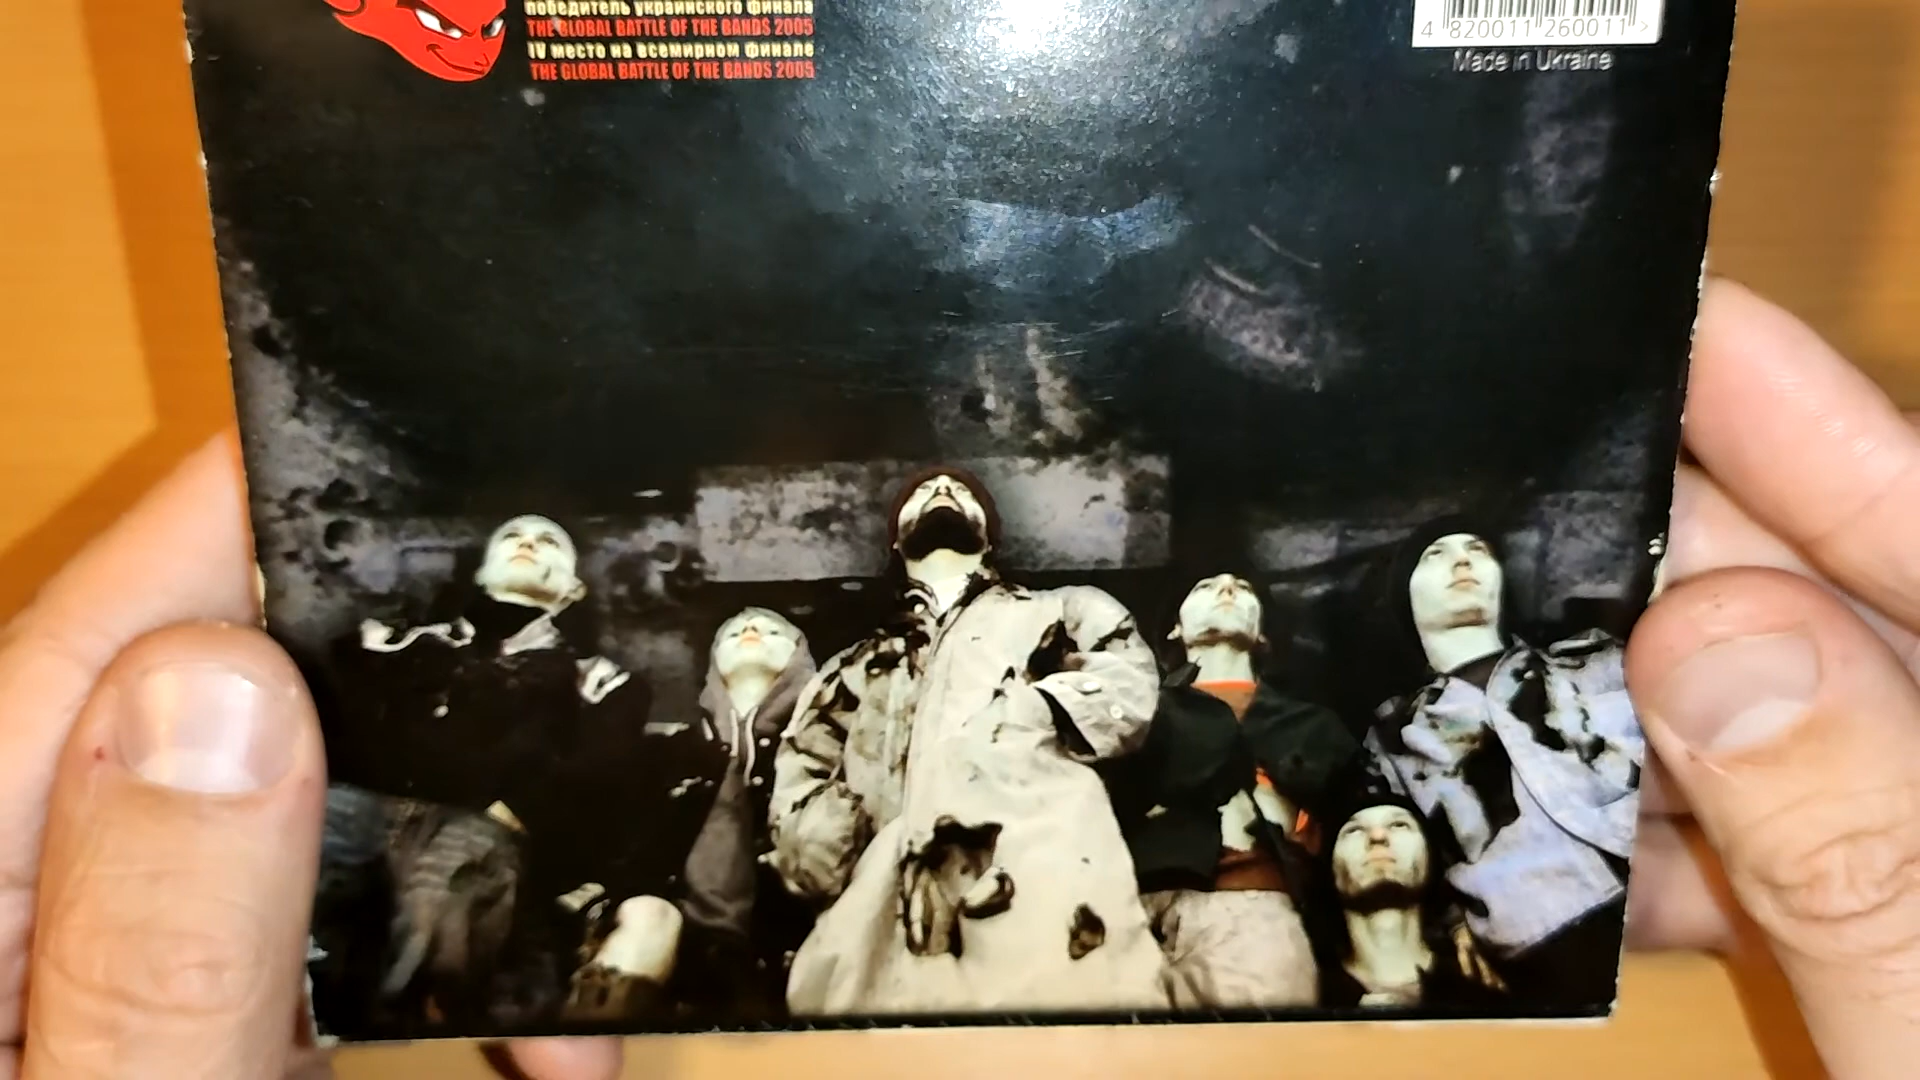 победитель украинского финала
THE GLOBAL BATTLE OF THE BANDS 2005
IV место на всемирном финале
THE GLOBAL BATTLE OF THE BANDS 2005
4 820011 260011 >
Made in Ukraine